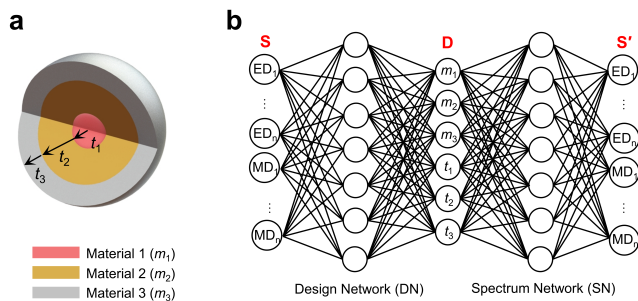 a
t₁
t₂
t₃
Material 1 (m₁)
Material 2 (m₂)
Material 3 (m₃)
b
S
D
S′
ED₁
⋮
EDₙ
MD₁
⋮
MDₙ
m₁
m₂
m₃
t₁
t₂
t₃
ED₁
⋮
EDₙ
MD₁
⋮
MDₙ
Design Network (DN)
Spectrum Network (SN)